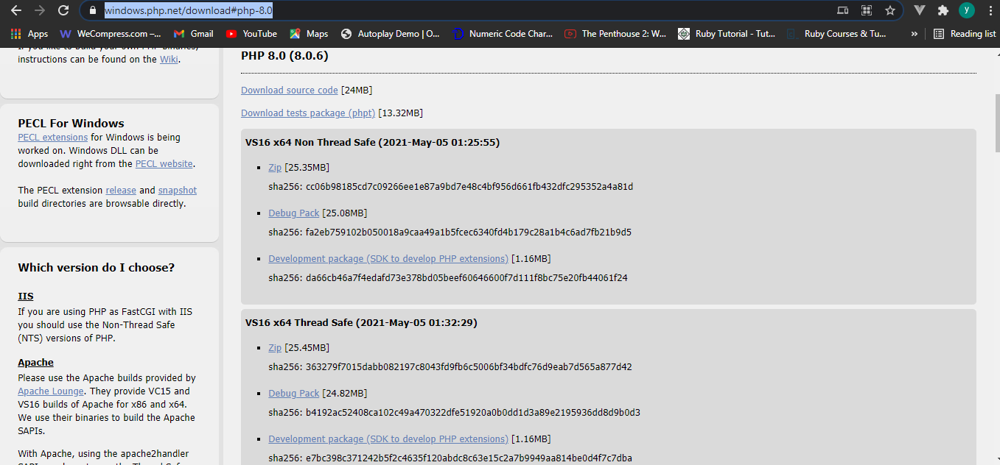 windows.php.net/download#php-8.0
y
Apps
WeCompress.com –...
Gmail
YouTube
Maps
Autoplay Demo | O...
Numeric Code Char...
The Penthouse 2: W...
Ruby Tutorial - Tut...
Ruby Courses & Tu...
»
Reading list
instructions can be found on the Wiki.
PECL For Windows
PECL extensions for Windows is being
worked on. Windows DLL can be
downloaded right from the PECL website.
The PECL extension release and snapshot
build directories are browsable directly.
Which version do I choose?
IIS
If you are using PHP as FastCGI with IIS
you should use the Non-Thread Safe
(NTS) versions of PHP.
Apache
Please use the Apache builds provided by
Apache Lounge. They provide VC15 and
VS16 builds of Apache for x86 and x64.
We use their binaries to build the Apache
SAPIs.
With Apache, using the apache2handler
PHP 8.0 (8.0.6)
Download source code [24MB]
Download tests package (phpt) [13.32MB]
VS16 x64 Non Thread Safe (2021-May-05 01:25:55)
Zip [25.35MB]
sha256: cc06b98185cd7c09266ee1e87a9bd7e48c4bf956d661fb432dfc295352a4a81d
Debug Pack [25.08MB]
sha256: fa2eb759102b050018a9caa49a1b5fcec6340fd4b179c28a1b4c6ad7fb21b9d5
Development package (SDK to develop PHP extensions) [1.16MB]
sha256: da66cb46a7f4edafd73e378bd05beef60646600f7d111f8bc75e20fb44061f24
VS16 x64 Thread Safe (2021-May-05 01:32:29)
Zip [25.45MB]
sha256: 363279f7015dabb082197c8043fd9fb6c5006bf34bdfc76d9eab7d565a877d42
Debug Pack [24.82MB]
sha256: b4192ac52408ca102c49a470322dfe51920a0b0dd1d3a89e2195936dd8d9b0d3
Development package (SDK to develop PHP extensions) [1.16MB]
sha256: e7bc398c371242b5f2c4635f120abdc8c63e15c2a7b9949aa814be0d4f7c7dba